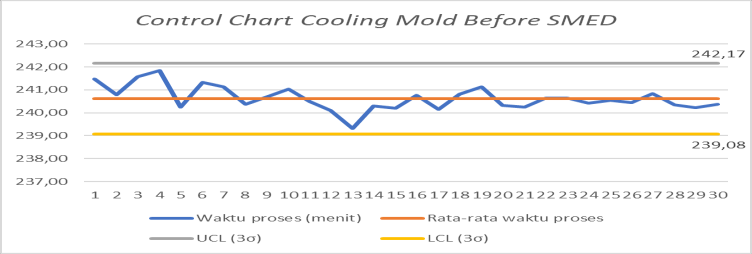 Control Chart Cooling Mold Before SMED
243,00
242,17
242,00
241,00
240,00
239,00
239,08
238,00
237,00
1 2 3 4 5 6 7 8 9 10 11 12 13 14 15 16 17 18 19 20 21 22 23 24 25 26 27 28 29 30
Waktu proses (menit) Rata-rata waktu proses
UCL (3σ) LCL (3σ)